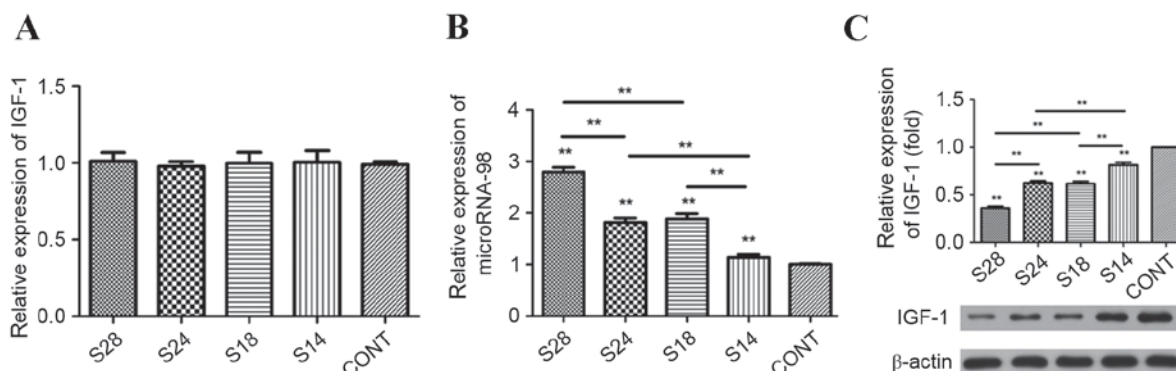 A
Relative expression of IGF-1
1.5
1.0
0.5
0.0
S28
S24
S18
S14
CONT
B
Relative expression of
microRNA-98
4
3
2
1
0
**
**
**
**
**
**
**
**
S28
S24
S18
S14
CONT
C
Relative expression
of IGF-1 (fold)
1.5
1.0
0.5
0.0
**
**
**
**
**
**
**
**
S28
S24
S18
S14
CONT
IGF-1
β-actin